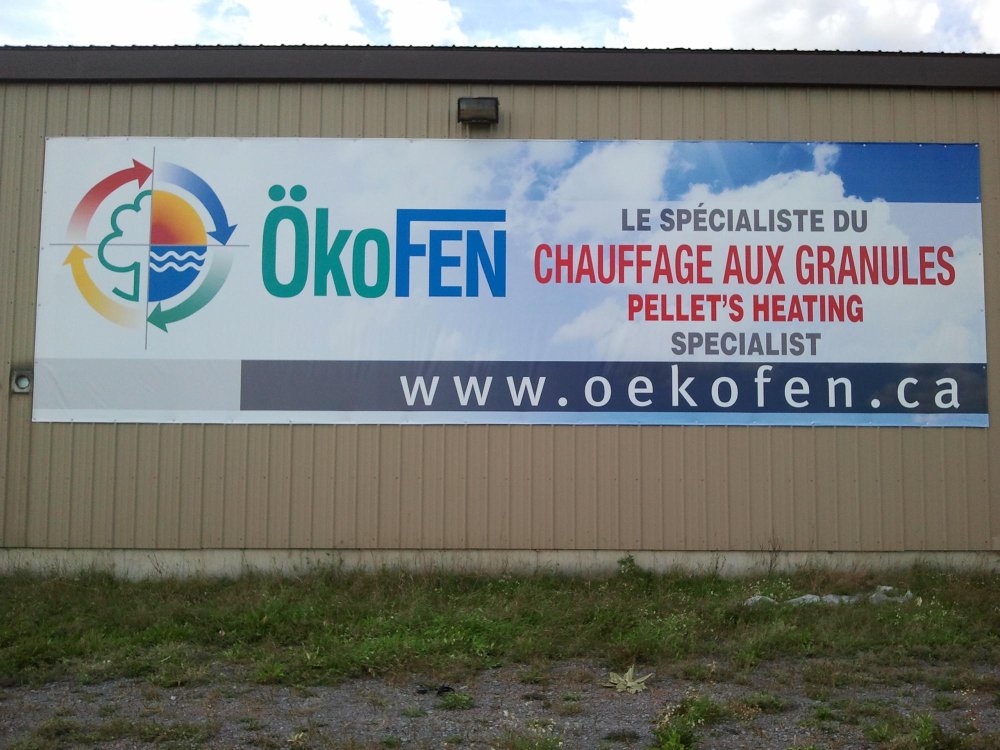 ÖkoFEN
LE SPÉCIALISTE DU
CHAUFFAGE AUX GRANULES
PELLET'S HEATING
SPECIALIST
www.oekofen.ca